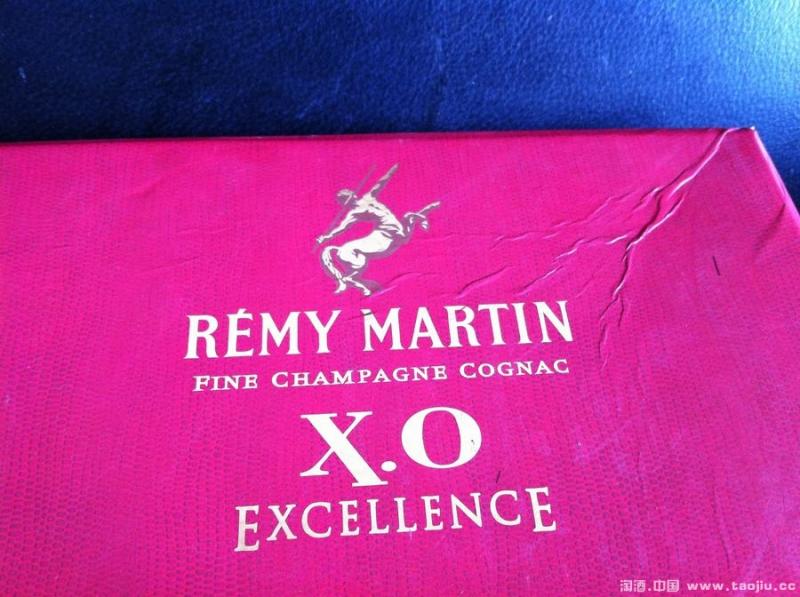 RÉMY MARTIN
FINE CHAMPAGNE COGNAC
X.O
EXCELLENCE
淘酒.中国 www.taojiu.cc